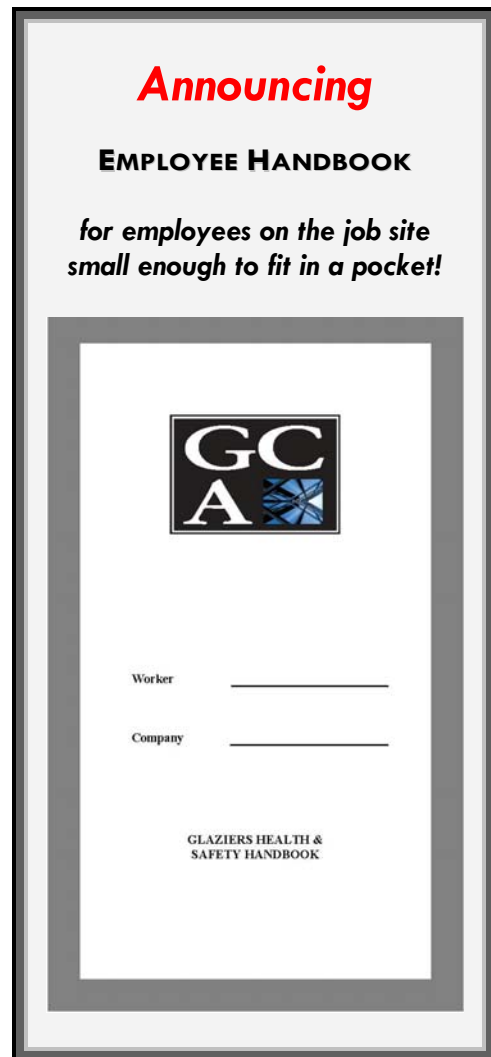 Announcing
EMPLOYEE HANDBOOK
for employees on the job site
small enough to fit in a pocket!
GC
A
Worker
Company
GLAZIERS HEALTH &
SAFETY HANDBOOK